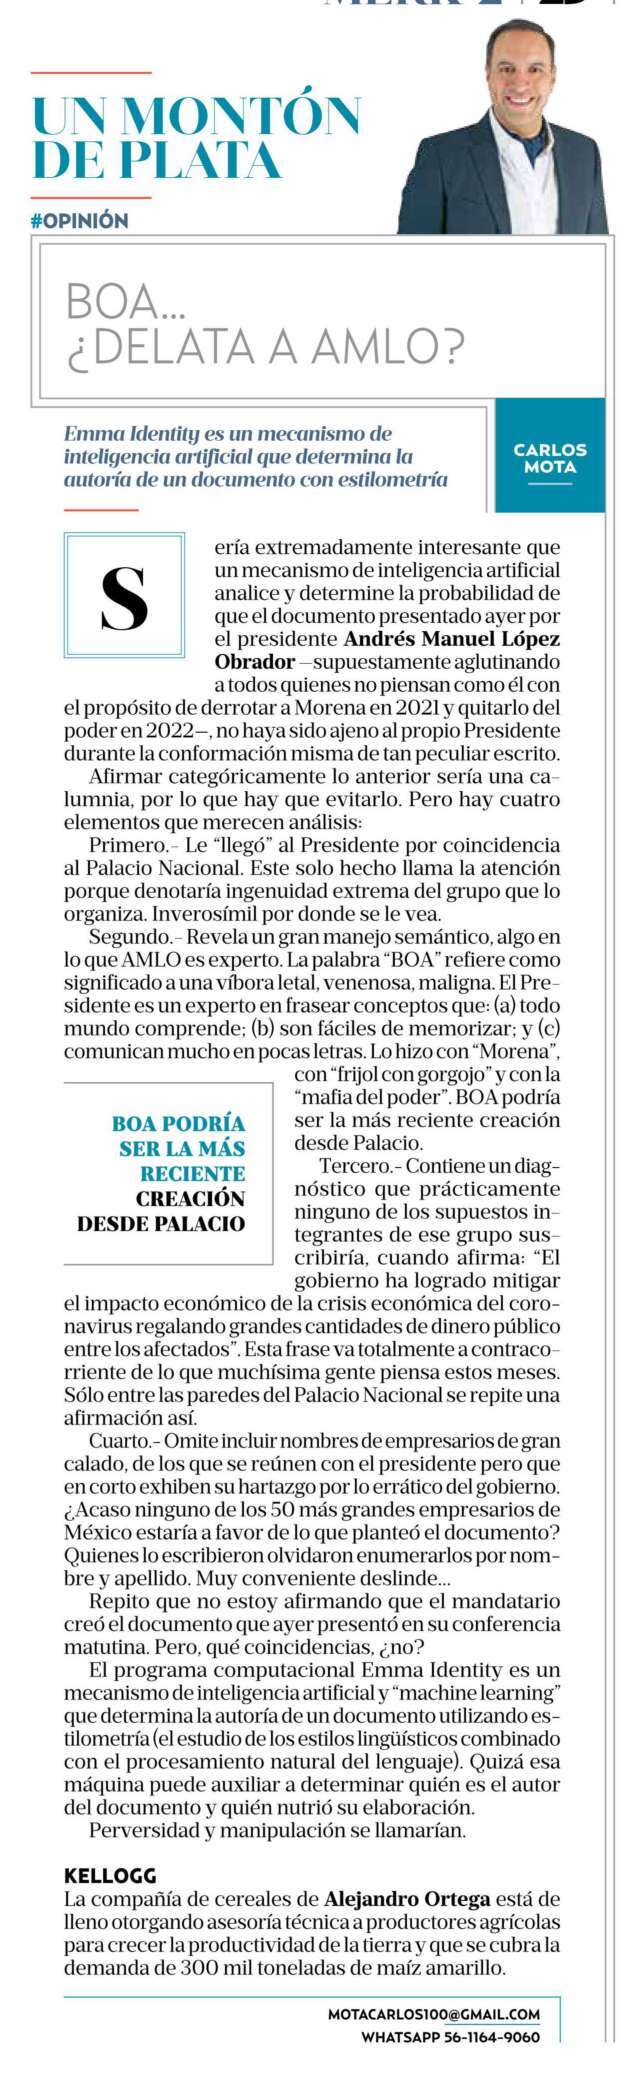 UN MONTÓN
DE PLATA
#OPINIÓN
BOA...
¿DELATA A AMLO?
Emma Identity es un mecanismo de
inteligencia artificial que determina la
autoría de un documento con estilometría
CARLOS
MOTA
Sería extremadamente interesante que
un mecanismo de inteligencia artificial
analice y determine la probabilidad de
que el documento presentado ayer por
el presidente Andrés Manuel López
Obrador —supuestamente aglutinando
a todos quienes no piensan como él con
el propósito de derrotar a Morena en 2021 y quitarlo del
poder en 2022—, no haya sido ajeno al propio Presidente
durante la conformación misma de tan peculiar escrito.
Afirmar categóricamente lo anterior sería una ca-
lumnia, por lo que hay que evitarlo. Pero hay cuatro
elementos que merecen análisis:
Primero.- Le “llegó” al Presidente por coincidencia
al Palacio Nacional. Este solo hecho llama la atención
porque denotaría ingenuidad extrema del grupo que lo
organiza. Inverosímil por donde se le vea.
Segundo.- Revela un gran manejo semántico, algo en
lo que AMLO es experto. La palabra “BOA” refiere como
significado a una víbora letal, venenosa, maligna. El Pre-
sidente es un experto en frasear conceptos que: (a) todo
mundo comprende; (b) son fáciles de memorizar; y (c)
comunican mucho en pocas letras. Lo hizo con “Morena”,
con “frijol con gorgojo” y con la
“mafia del poder”. BOA podría
ser la más reciente creación
desde Palacio.
BOA PODRÍA
SER LA MÁS
RECIENTE
CREACIÓN
DESDE PALACIO
Tercero.- Contiene un diag-
nóstico que prácticamente
ninguno de los supuestos in-
tegrantes de ese grupo sus-
cribiría, cuando afirma: “El
gobierno ha logrado mitigar
el impacto económico de la crisis económica del coro-
navirus regalando grandes cantidades de dinero público
entre los afectados”. Esta frase va totalmente a contraco-
rriente de lo que muchísima gente piensa estos meses.
Sólo entre las paredes del Palacio Nacional se repite una
afirmación así.
Cuarto.- Omite incluir nombres de empresarios de gran
calado, de los que se reúnen con el presidente pero que
en corto exhiben su hartazgo por lo errático del gobierno.
¿Acaso ninguno de los 50 más grandes empresarios de
México estaría a favor de lo que planteó el documento?
Quienes lo escribieron olvidaron enumerarlos por nom-
bre y apellido. Muy conveniente deslinde...
Repito que no estoy afirmando que el mandatario
creó el documento que ayer presentó en su conferencia
matutina. Pero, qué coincidencias, ¿no?
El programa computacional Emma Identity es un
mecanismo de inteligencia artificial y “machine learning”
que determina la autoría de un documento utilizando es-
tilometría (el estudio de los estilos lingüísticos combinado
con el procesamiento natural del lenguaje). Quizá esa
máquina puede auxiliar a determinar quién es el autor
del documento y quién nutrió su elaboración.
Perversidad y manipulación se llamarían.
KELLOGG
La compañía de cereales de Alejandro Ortega está de
lleno otorgando asesoría técnica a productores agrícolas
para crecer la productividad de la tierra y que se cubra la
demanda de 300 mil toneladas de maíz amarillo.
MOTACARLOS100@GMAIL.COM
WHATSAPP 56-1164-9060